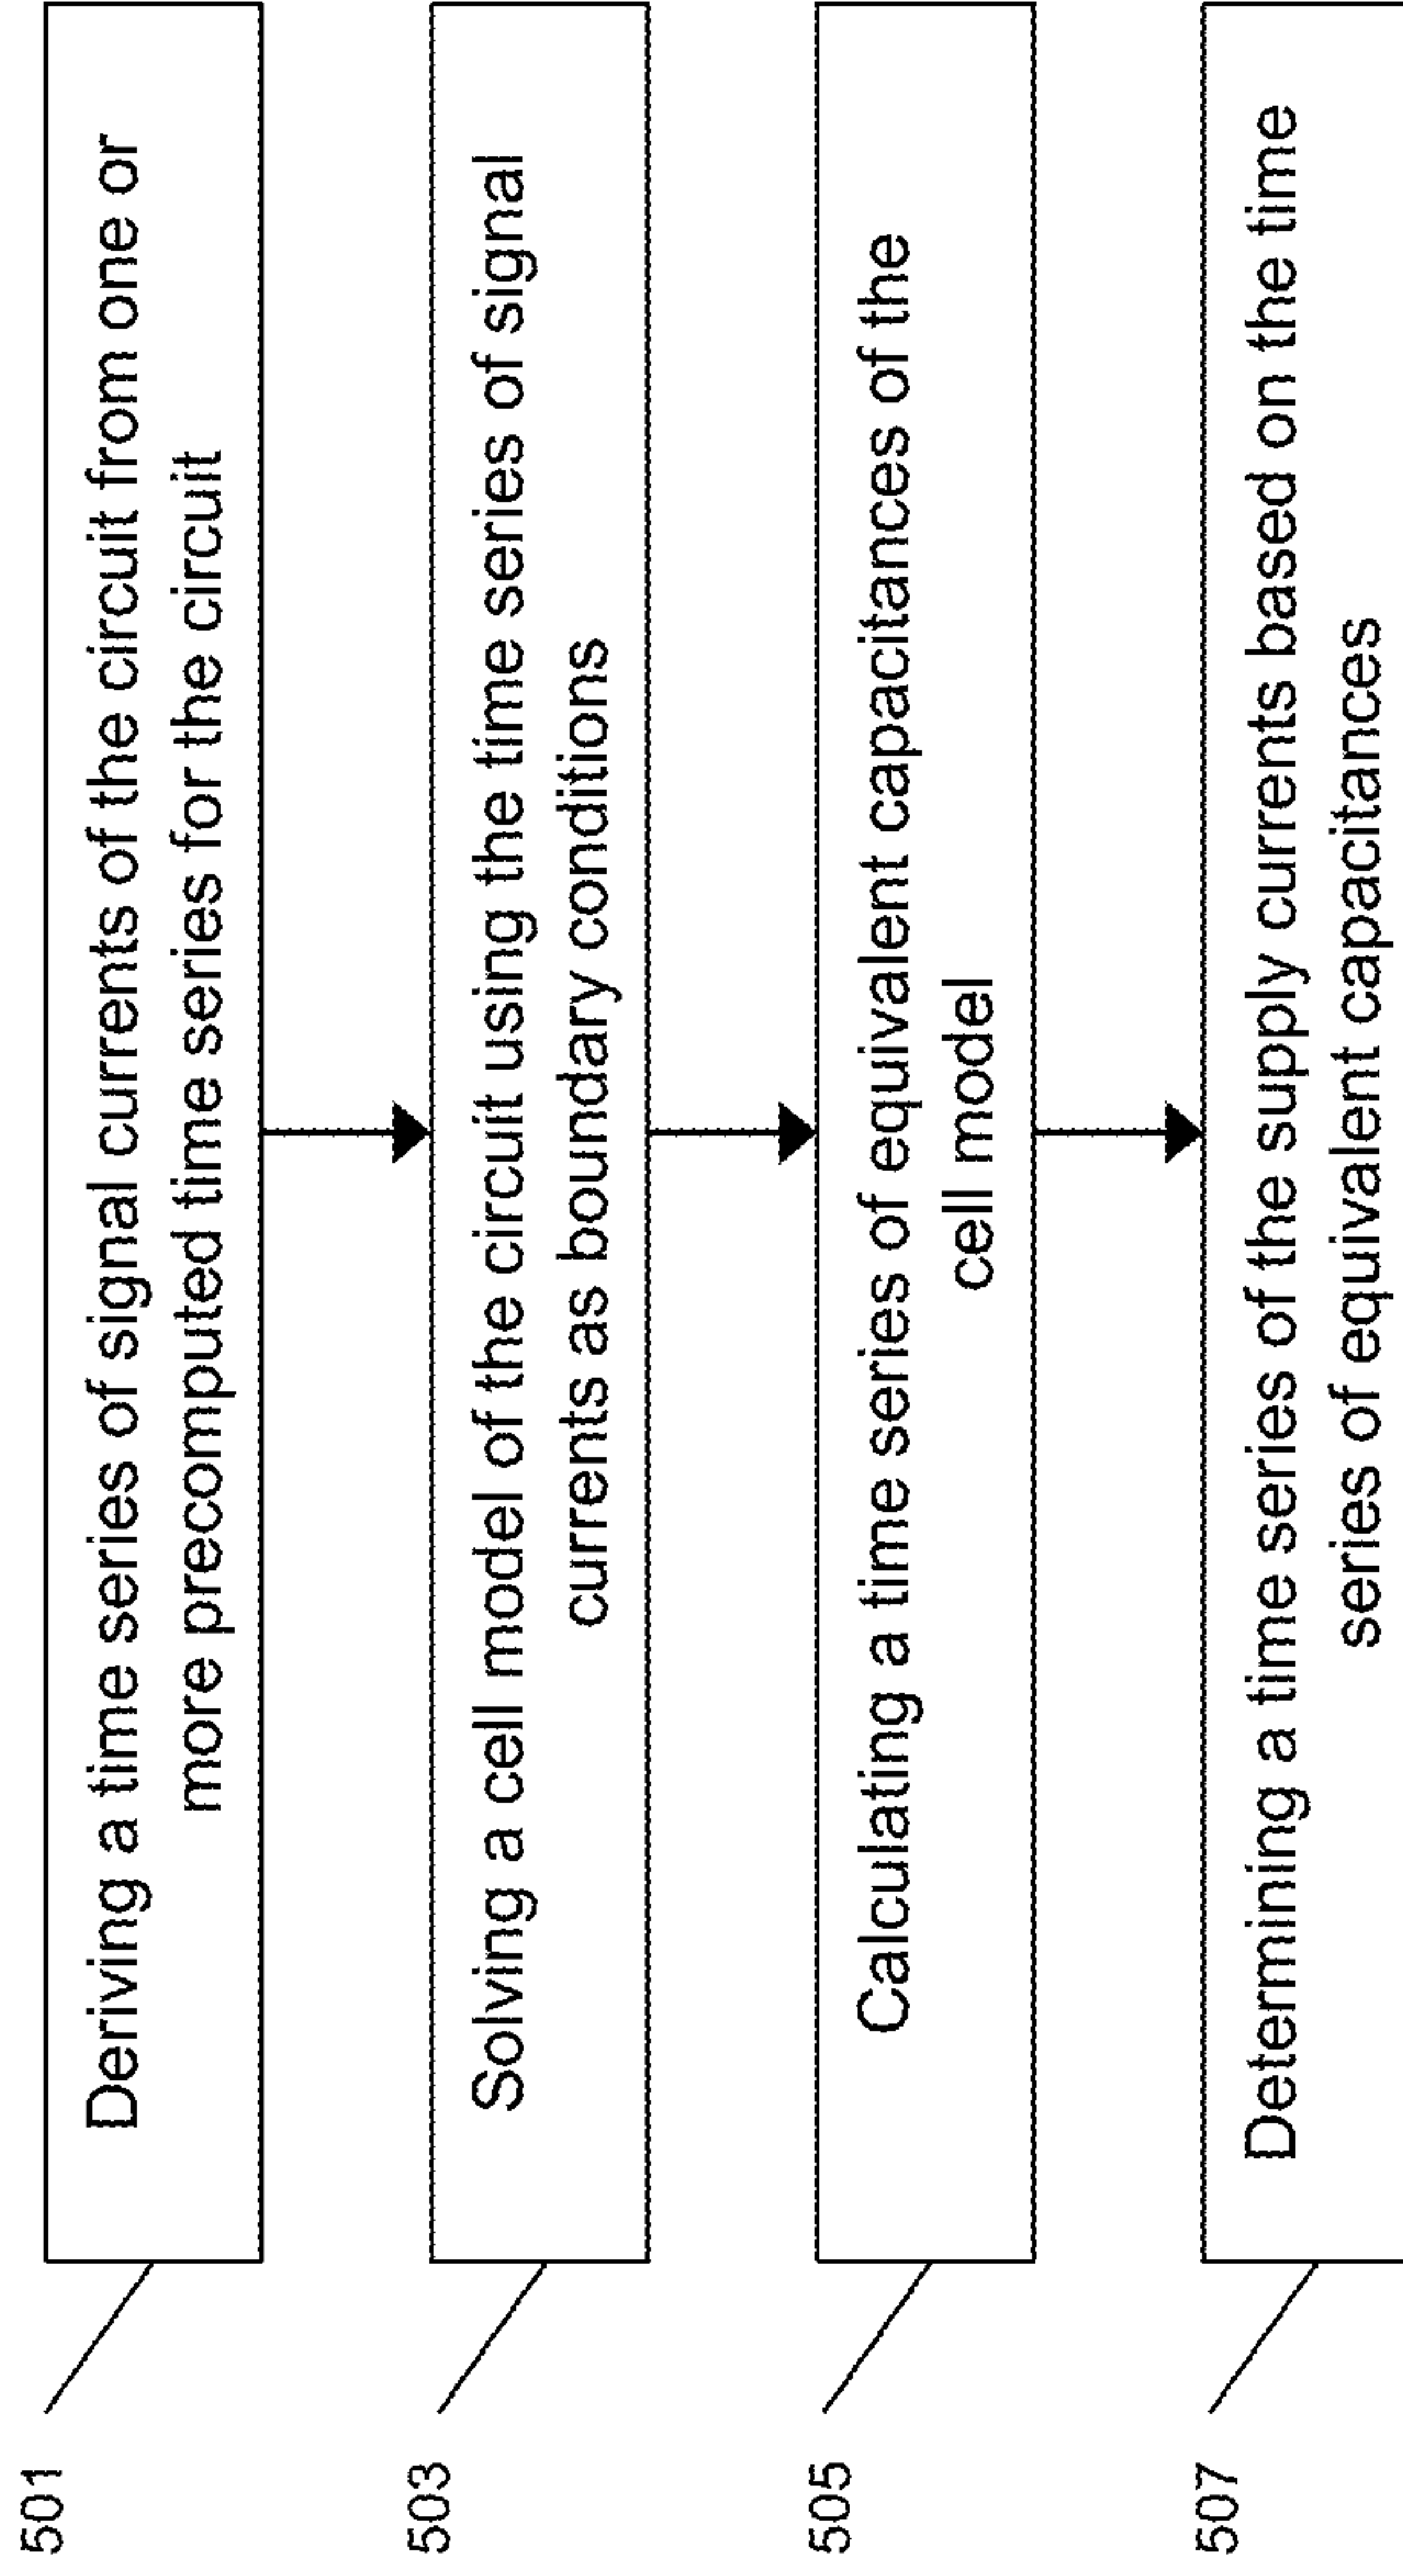 501
Deriving a time series of signal currents of the circuit from one or
more precomputed time series for the circuit
503
Solving a cell model of the circuit using the time series of signal
currents as boundary conditions
505
Calculating a time series of equivalent capacitances of the
cell model
507
Determining a time series of the supply currents based on the time
series of equivalent capacitances